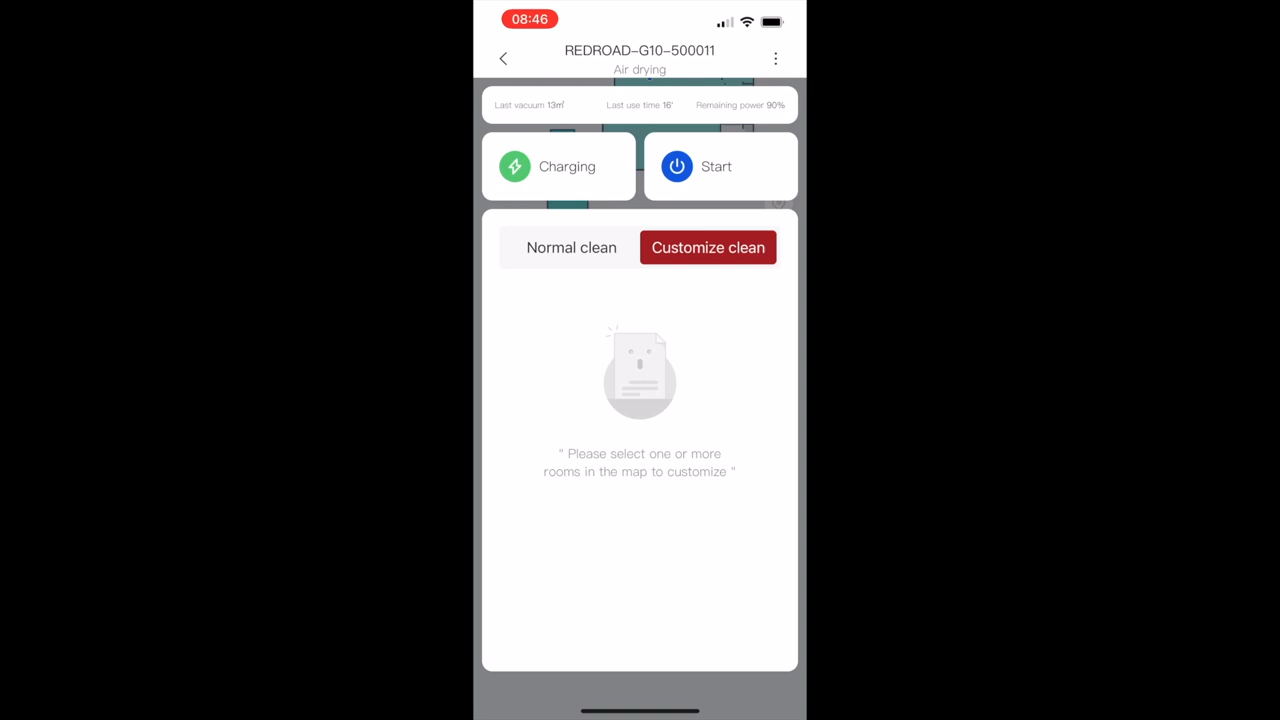 08:46
REDROAD-G10-500011
Air drying
Last vacuum 13㎡ Last use time 16' Remaining power 90%
Charging Start
Normal clean Customize clean
" Please select one or more
rooms in the map to customize "